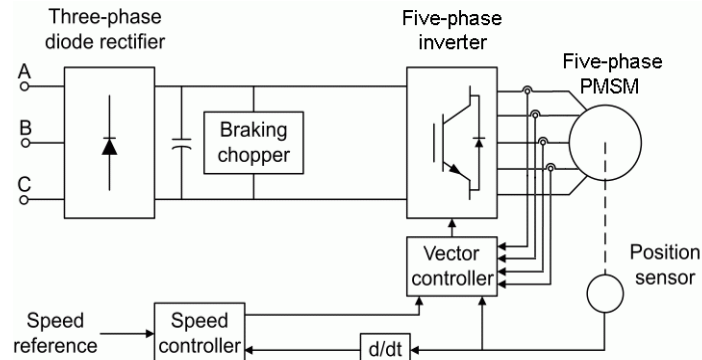 Three-phase
diode rectifier
Five-phase
inverter
Five-phase
PMSM
A
B
C
Braking
chopper
Vector
controller
Position
sensor
Speed
reference
Speed
controller
d/dt